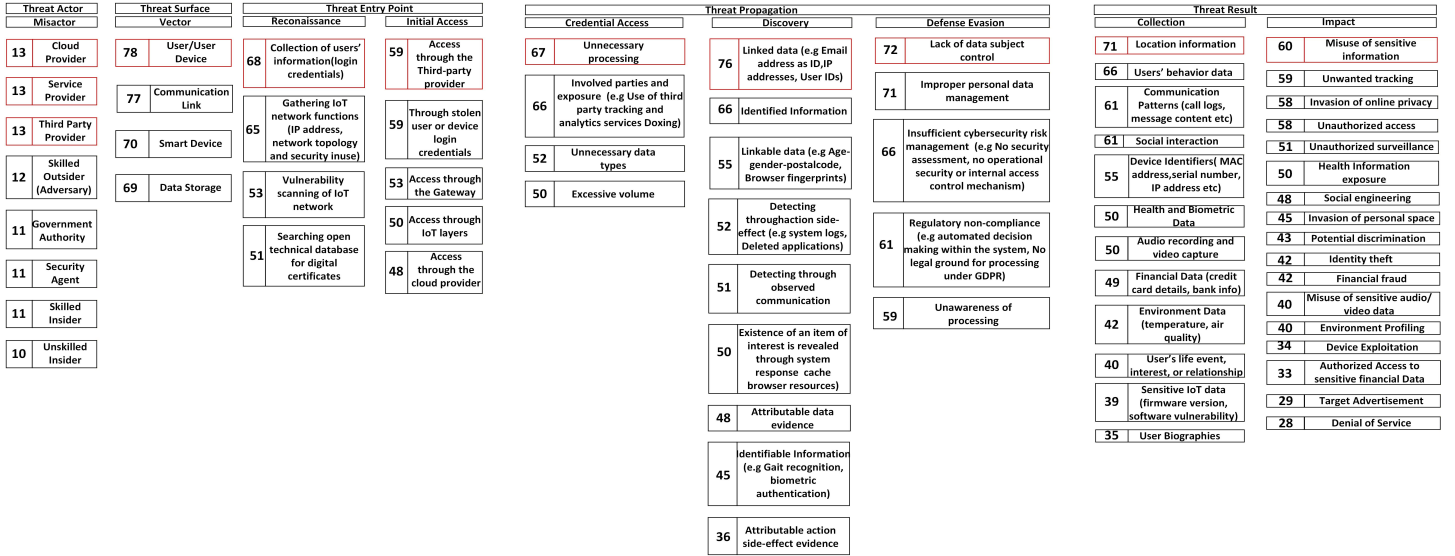 Threat Actor
Misactor
13 Cloud
Provider
13 Service
Provider
13 Third Party
Provider
12 Skilled
Outsider
(Adversary)
11 Government
Authority
11 Security
Agent
11 Skilled
Insider
10 Unskilled
Insider
Threat Surface
Vector
78 User/User
Device
77 Communication
Link
70 Smart Device
69 Data Storage
Threat Entry Point
Reconaissance
68 Collection of users'
information(login
credentials)
65 Gathering IoT
network functions
(IP address,
network topology
and security inuse)
53 Vulnerability
scanning of IoT
network
51 Searching open
technical database
for digital
certificates
Initial Access
59 Access
through the
Third-party
provider
59 Through stolen
user or device
login
credentials
53 Access through
the Gateway
50 Access through
IoT layers
48 Access
through the
cloud provider
Threat Propagation
Credential Access
67 Unnecessary
processing
66 Involved parties and
exposure (e.g Use of third
party tracking and
analytics services Doxing)
52 Unnecessary data
types
50 Excessive volume
Discovery
76 Linked data (e.g Email
address as ID,IP
addresses, User IDs)
66 Identified Information
55 Linkable data (e.g Age-
gender-postalcode,
Browser fingerprints)
52 Detecting
throughaction side-
effect (e.g system logs,
Deleted applications)
51 Detecting through
observed
communication
50 Existence of an item of
interest is revealed
through system
response cache
browser resources)
48 Attributable data
evidence
45 Identifiable Information
(e.g Gait recognition,
biometric
authentication)
36 Attributable action
side-effect evidence
Defense Evasion
72 Lack of data subject
control
71 Improper personal data
management
66 Insufficient cybersecurity risk
management (e.g No security
assessment, no operational
security or internal access
control mechanism)
61 Regulatory non-compliance
(e.g automated decision
making within the system, No
legal ground for processing
under GDPR)
59 Unawareness of
processing
Threat Result
Collection
71 Location information
66 Users' behavior data
61 Communication
Patterns (call logs,
message content etc)
61 Social interaction
55 Device Identifiers( MAC
address,serial number,
IP address etc)
50 Health and Biometric
Data
50 Audio recording and
video capture
49 Financial Data (credit
card details, bank info)
42 Environment Data
(temperature, air
quality)
40 User's life event,
interest, or relationship
39 Sensitive IoT data
(firmware version,
software vulnerability)
35 User Biographies
Impact
60 Misuse of sensitive
information
59 Unwanted tracking
58 Invasion of online privacy
58 Unauthorized access
51 Unauthorized surveillance
50 Health Information
exposure
48 Social engineering
45 Invasion of personal space
43 Potential discrimination
42 Identity theft
42 Financial fraud
40 Misuse of sensitive audio/
video data
40 Environment Profiling
34 Device Exploitation
33 Authorized Access to
sensitive financial Data
29 Target Advertisement
28 Denial of Service